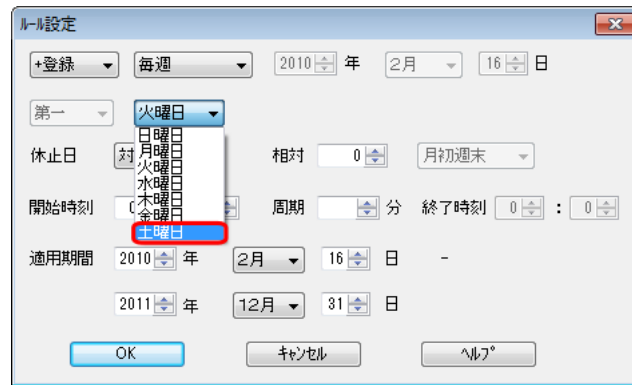 ルール設定
+登録 毎週 2010 年 2月 16 日
第一 火曜日
日曜日
月曜日
火曜日
水曜日
木曜日
金曜日
土曜日
休止日 対 相対 0 月初週末
開始時刻 0 周期 分 終了時刻 0 : 0
適用期間 2010 年 2月 16 日 -
2011 年 12月 31 日
OK キャンセル ヘルプ